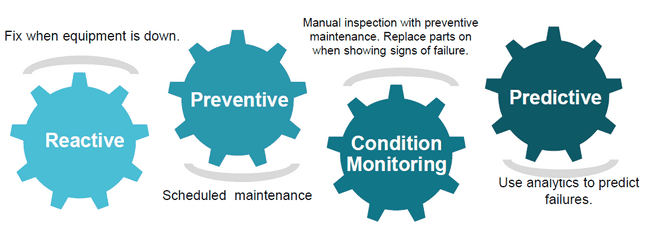 Fix when equipment is down.
Reactive
Preventive
Scheduled maintenance
Manual inspection with preventive
maintenance. Replace parts on
when showing signs of failure.
Condition
Monitoring
Predictive
Use analytics to predict
failures.